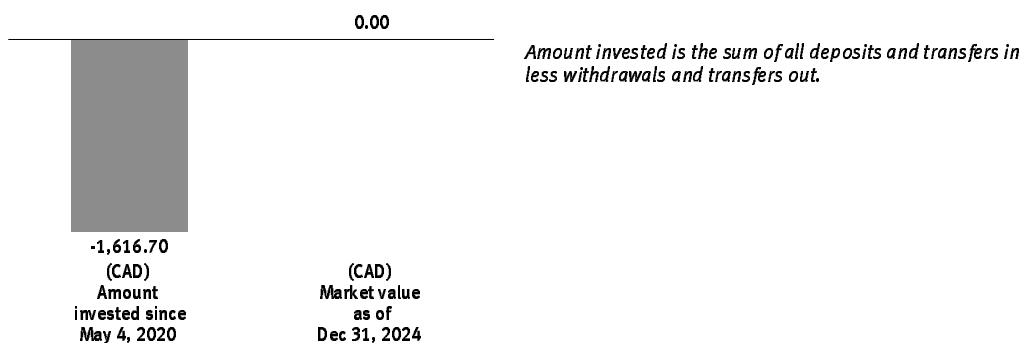 0.00
Amount invested is the sum of all deposits and transfers in
less withdrawals and transfers out.
-1,616.70
(CAD)
Amount
invested since
May 4, 2020
(CAD)
Market value
as of
Dec 31, 2024